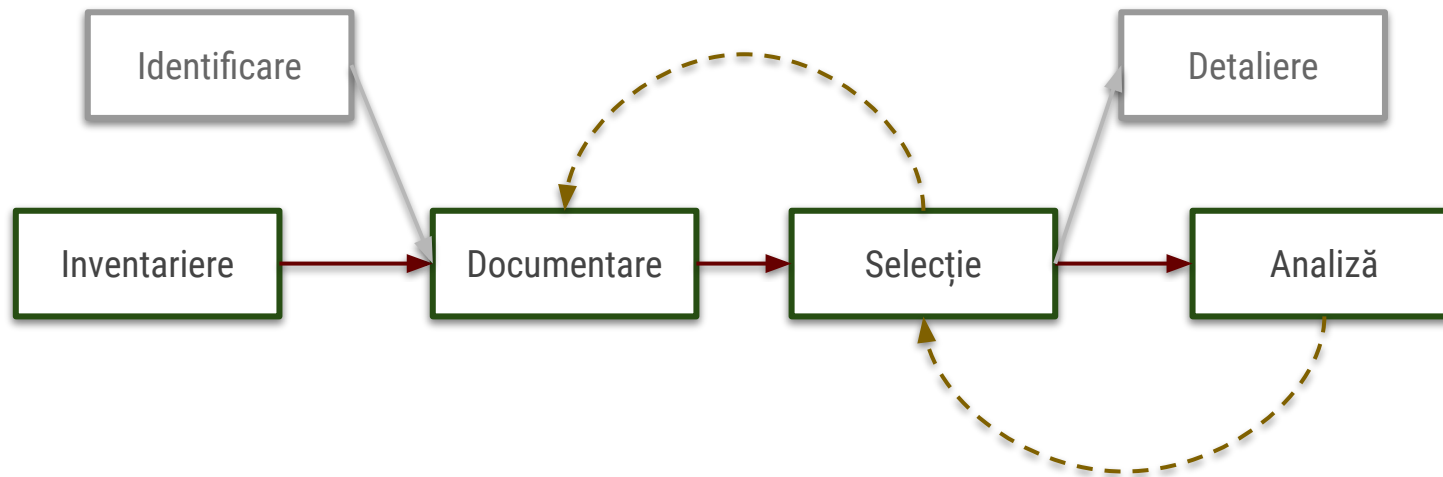 Identificare
Detaliere
Inventariere
Documentare
Selecție
Analiză